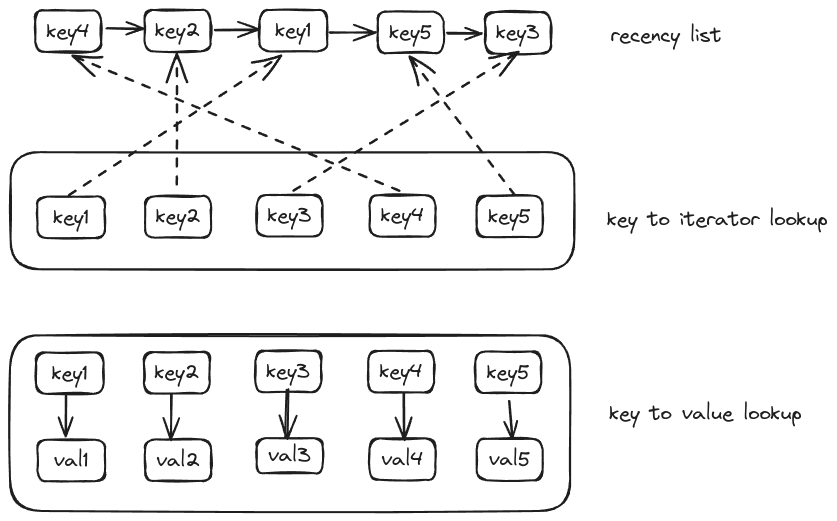 key4 key2 key1 key5 key3 recency list
key1 key2 key3 key4 key5 key to iterator lookup
key1 key2 key3 key4 key5
key to value lookup
val1 val2 val3 val4 val5